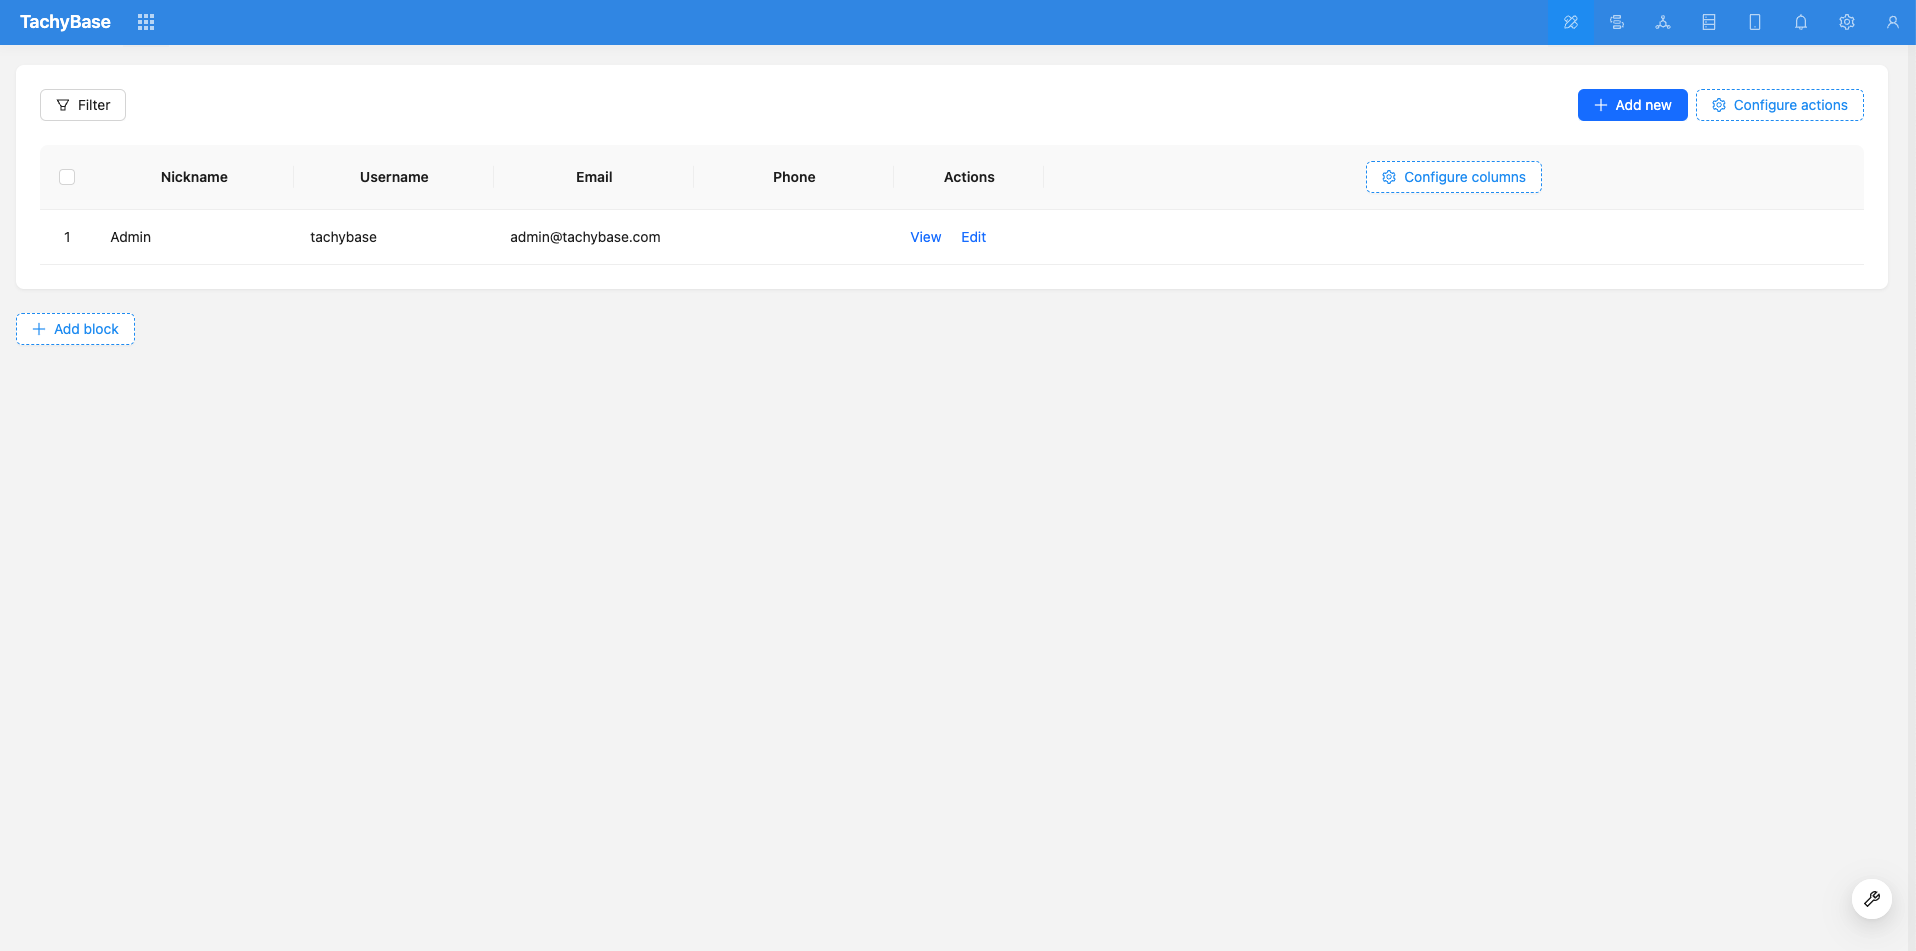 TachyBase
Filter
Add new
Configure actions
Nickname Username Email Phone Actions Configure columns
1 Admin tachybase admin@tachybase.com View Edit
Add block